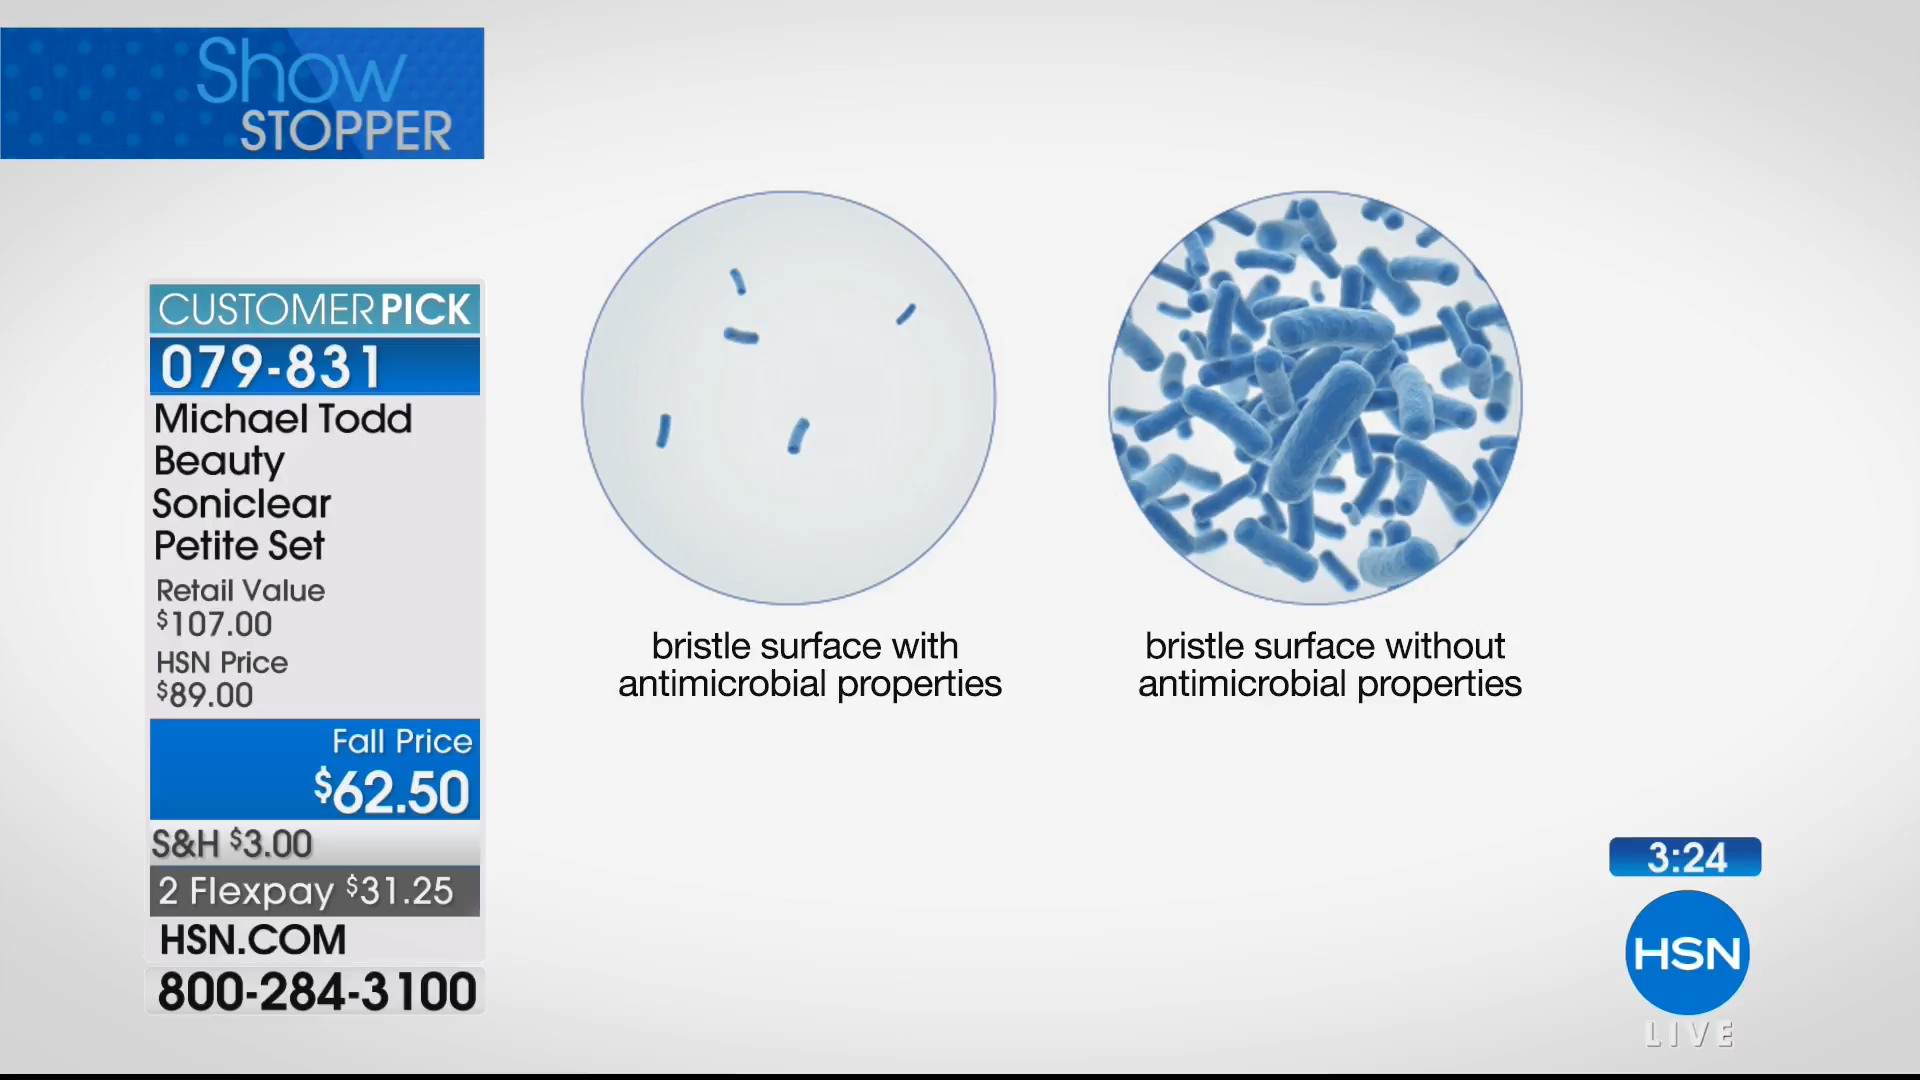 Show
STOPPER
CUSTOMER PICK
079-831
Michael Todd
Beauty
Soniclear
Petite Set
Retail Value
$107.00
HSN Price
$89.00
Fall Price
$62.50
S&H $3.00
2 Flexpay $31.25
HSN.COM
800-284-3100
bristle surface with
antimicrobial properties
bristle surface without
antimicrobial properties
3:24
HSN
LIVE